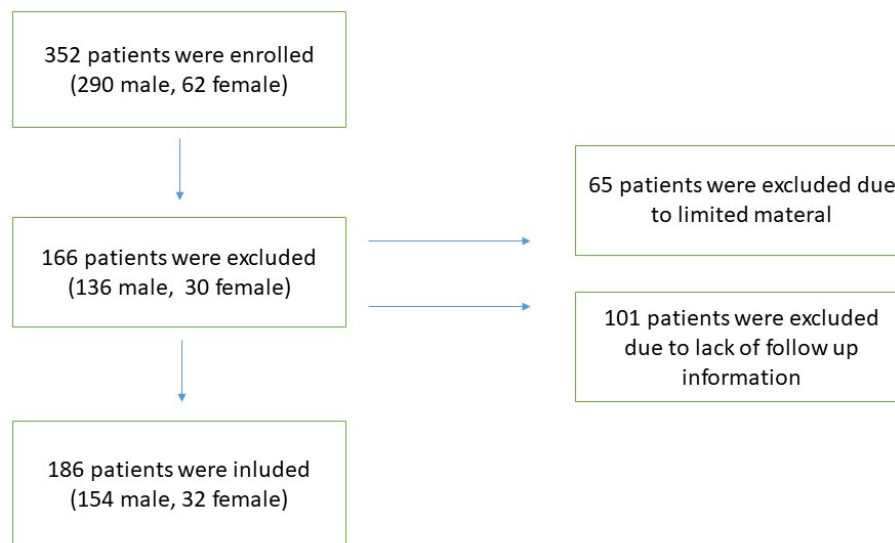 352 patients were enrolled
(290 male, 62 female)
65 patients were excluded due
to limited materal
166 patients were excluded
(136 male,  30 female)
101 patients were excluded
due to lack of follow up
information
186 patients were inluded
(154 male, 32 female)